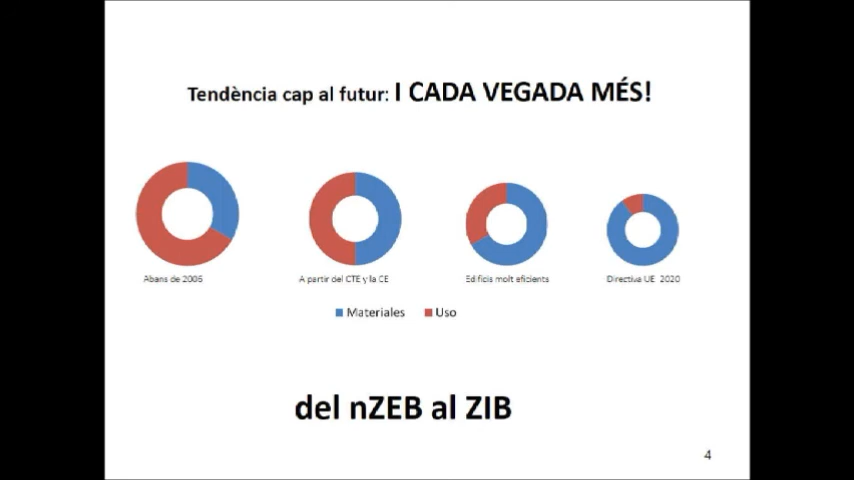 Tendència cap al futur: I CADA VEGADA MÉS!
Abans de 2006
A partir del CTE y la CE
Edificis molt eficients
Directiva UE 2020
Materiales
Uso
del nZEB al ZIB
4